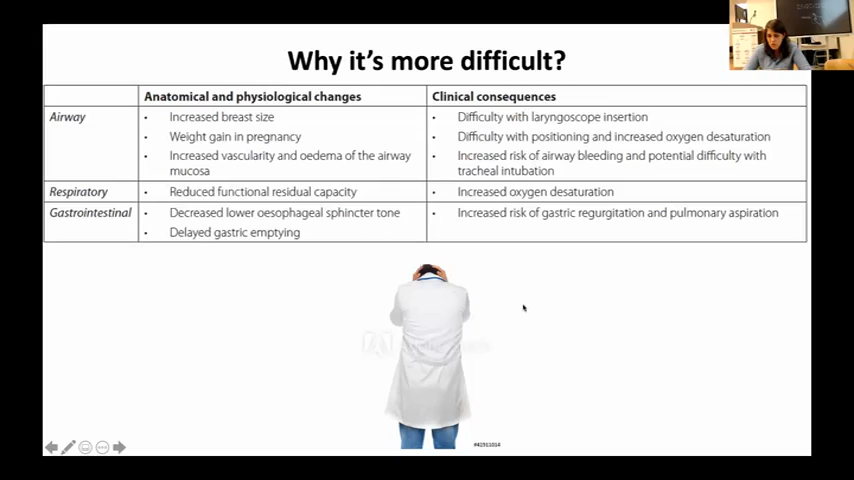 Why it's more difficult?
Anatomical and physiological changes
Clinical consequences
Airway
• Increased breast size
• Difficulty with laryngoscope insertion
• Weight gain in pregnancy
• Difficulty with positioning and increased oxygen desaturation
• Increased vascularity and oedema of the airway
mucosa
• Increased risk of airway bleeding and potential difficulty with
tracheal intubation
Respiratory
• Reduced functional residual capacity
• Increased oxygen desaturation
Gastrointestinal
• Decreased lower oesophageal sphincter tone
• Increased risk of gastric regurgitation and pulmonary aspiration
• Delayed gastric emptying